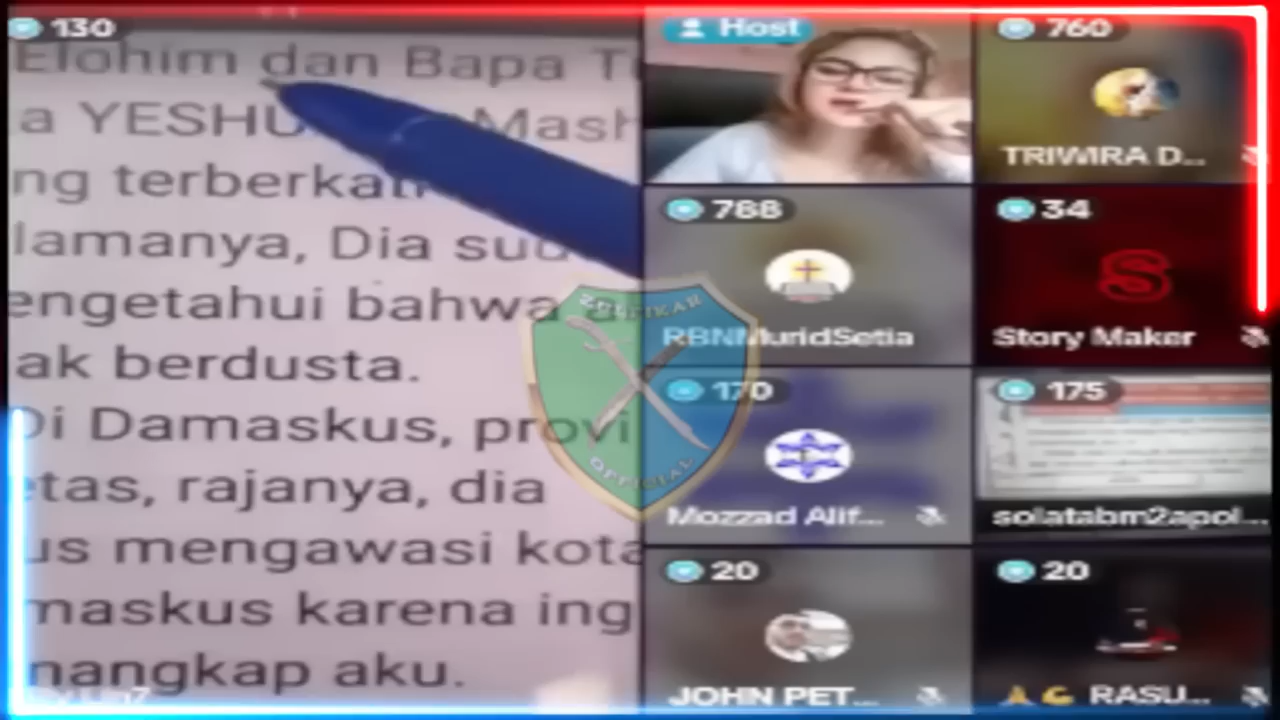 130
Elohim dan Bapa
a YESHU Mash
ng terberkati
lamanya, Dia sud
engetahui bahwa a
ak berdusta.
Di Damaskus, provi
etas, rajanya, dia
us mengawasi kota
maskus karena ing
nangkap aku.
Host
760
TRIWIRA D...
788
RBNMuridSetia
34
Story Maker
170
Mozzad Alif...
175
solatabm2apol...
20
JOHN PET...
20
RASU...
ZULFIKAR
OFFICIAL